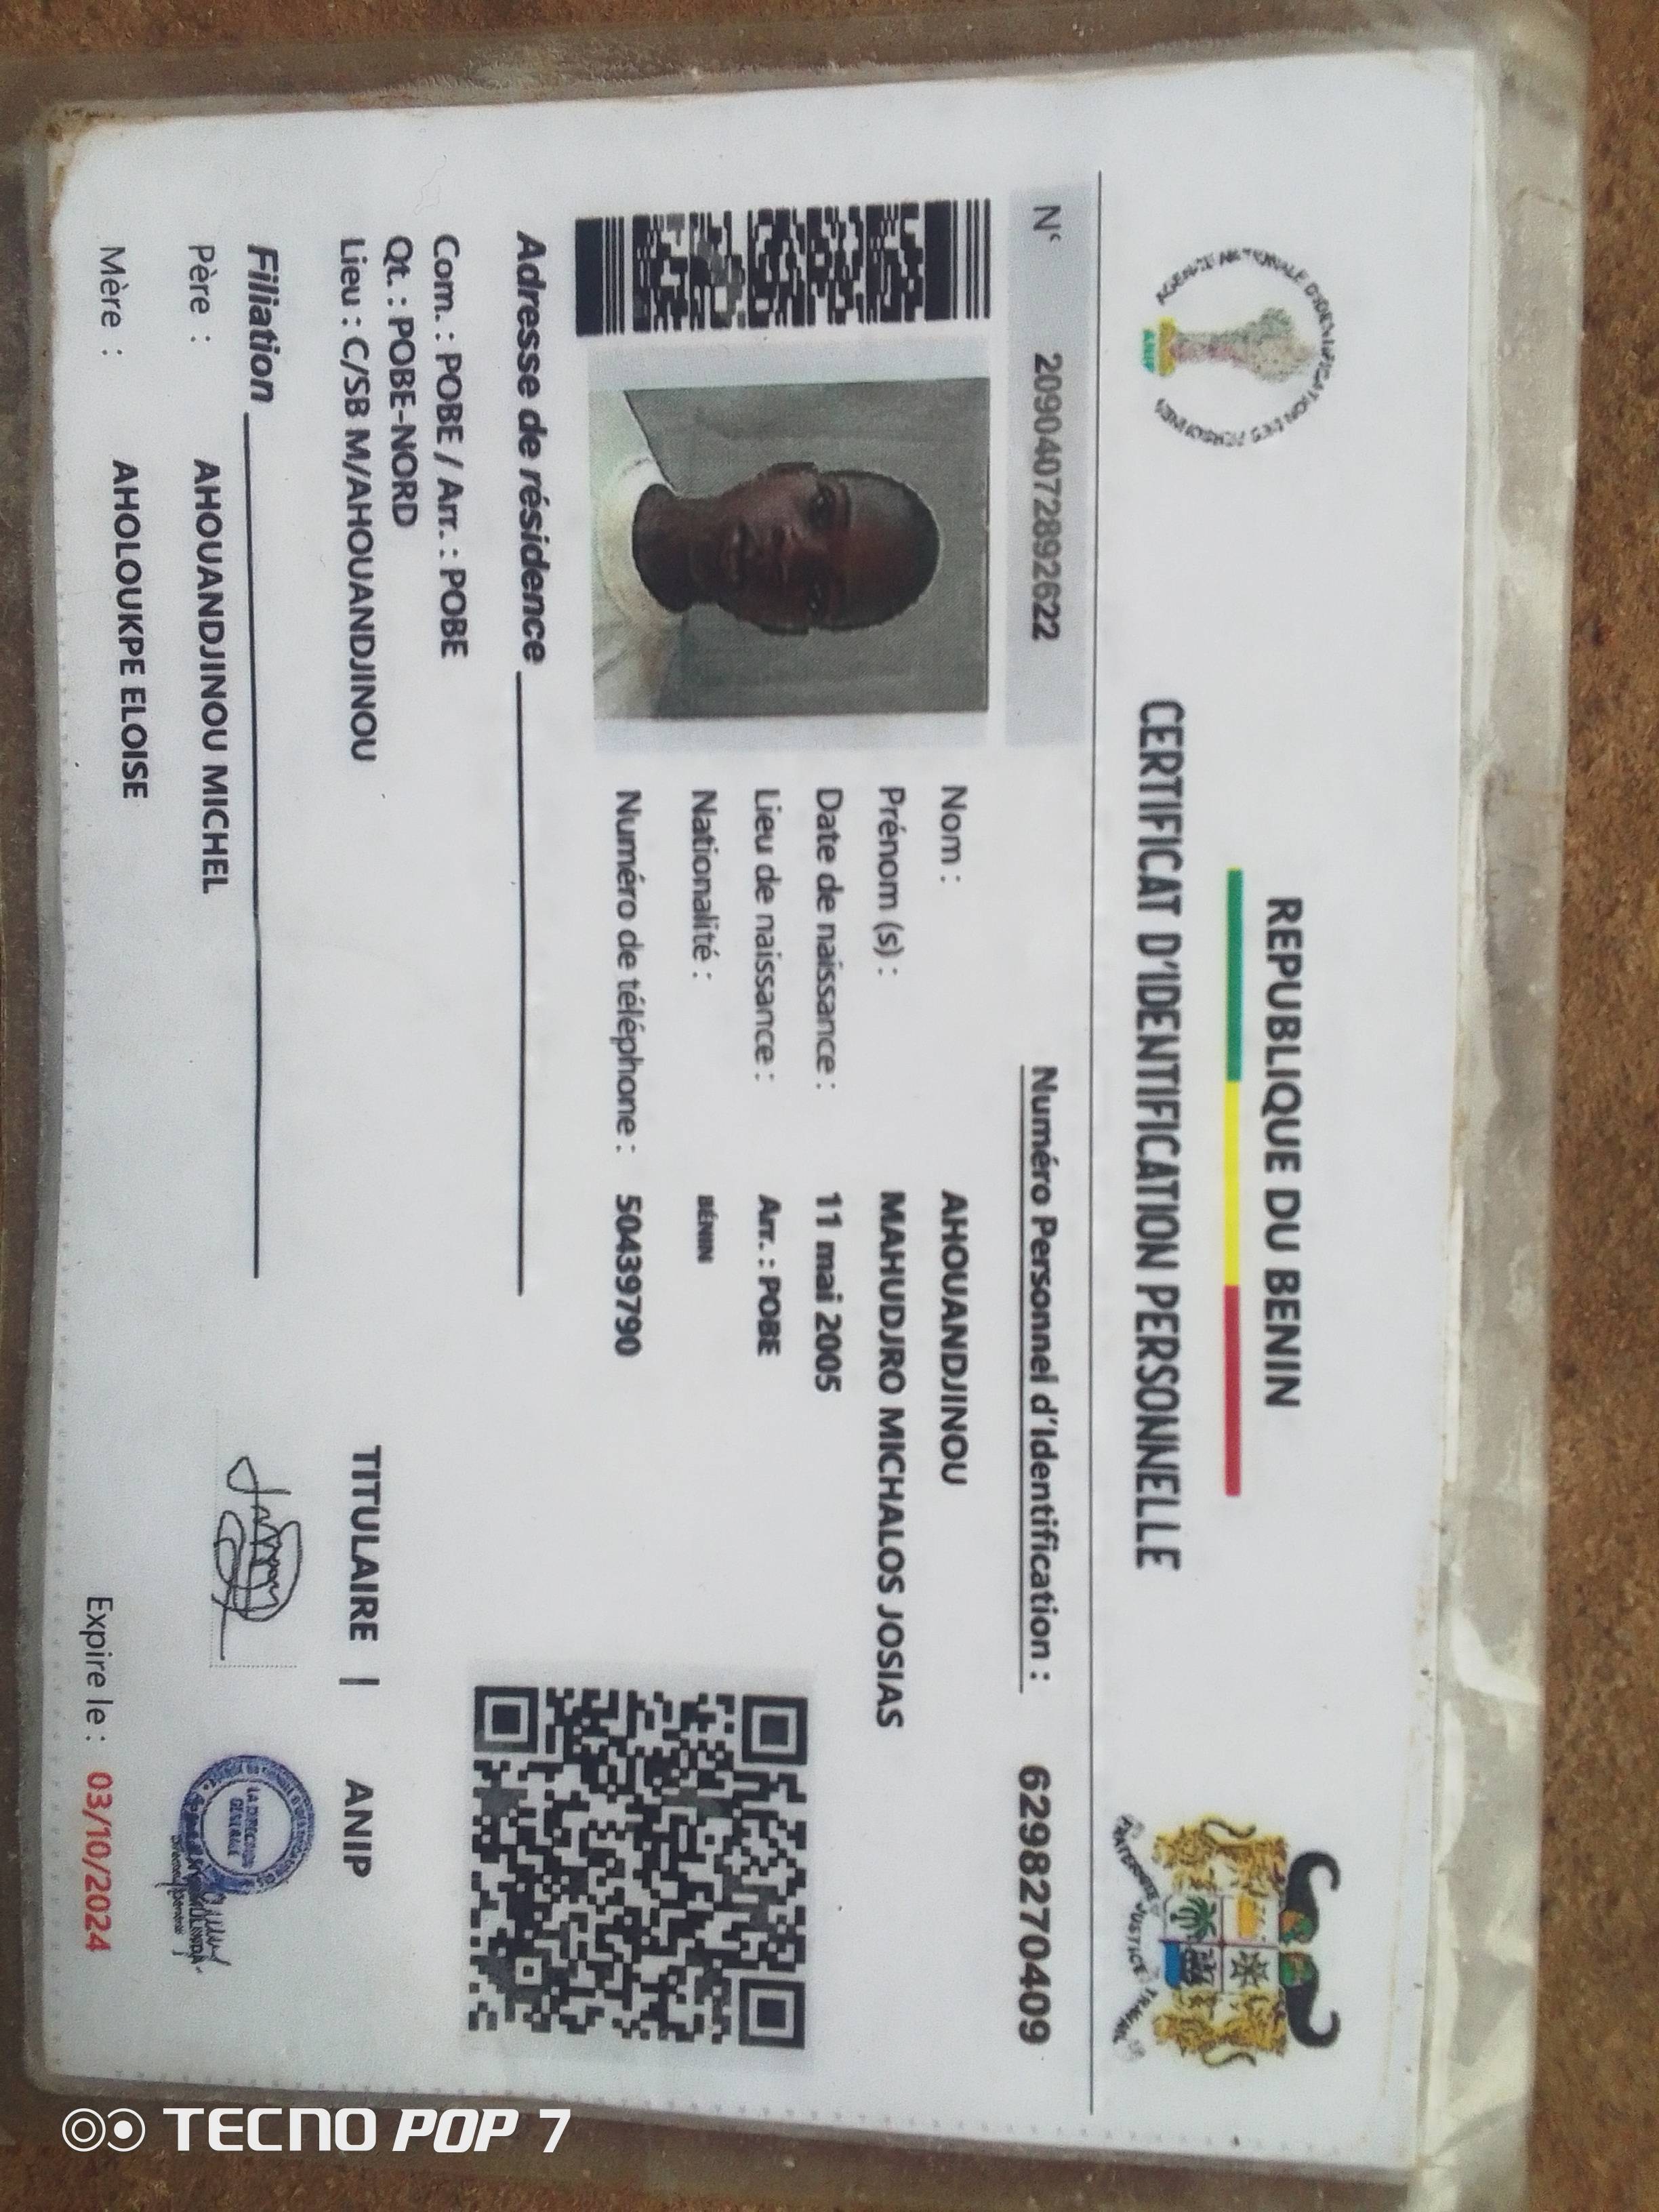 AGENCE NATIONALE D'IDENTIFICATION DES PERSONNES
ANIP
REPUBLIQUE DU BENIN
CERTIFICAT D'IDENTIFICATION PERSONNELLE
FRATERNITE JUSTICE TRAVAIL
N° 2090407289262​2
Numéro Personnel d'Identification : 6298270409
Nom : AHOUANDJINOU
Prénom (s) : MAHUDJRO MICHALOS JOSIAS
Date de naissance : 11 mai 2005
Lieu de naissance : Arr. : POBE
Nationalité : BÉNIN
Numéro de téléphone : 50439790
Adresse de résidence
Com. : POBE / Arr. : POBE
Qt. : POBE-NORD
Lieu : C/SB M/AHOUANDJINOU
Filiation
Père : AHOUANDJINOU MICHEL
Mère : AHOLOUKPE ELOISE
TITULAIRE | ANIP
LA DIRECTION
GENERALE
Expire le : 03/10/2024
TECNO POP 7